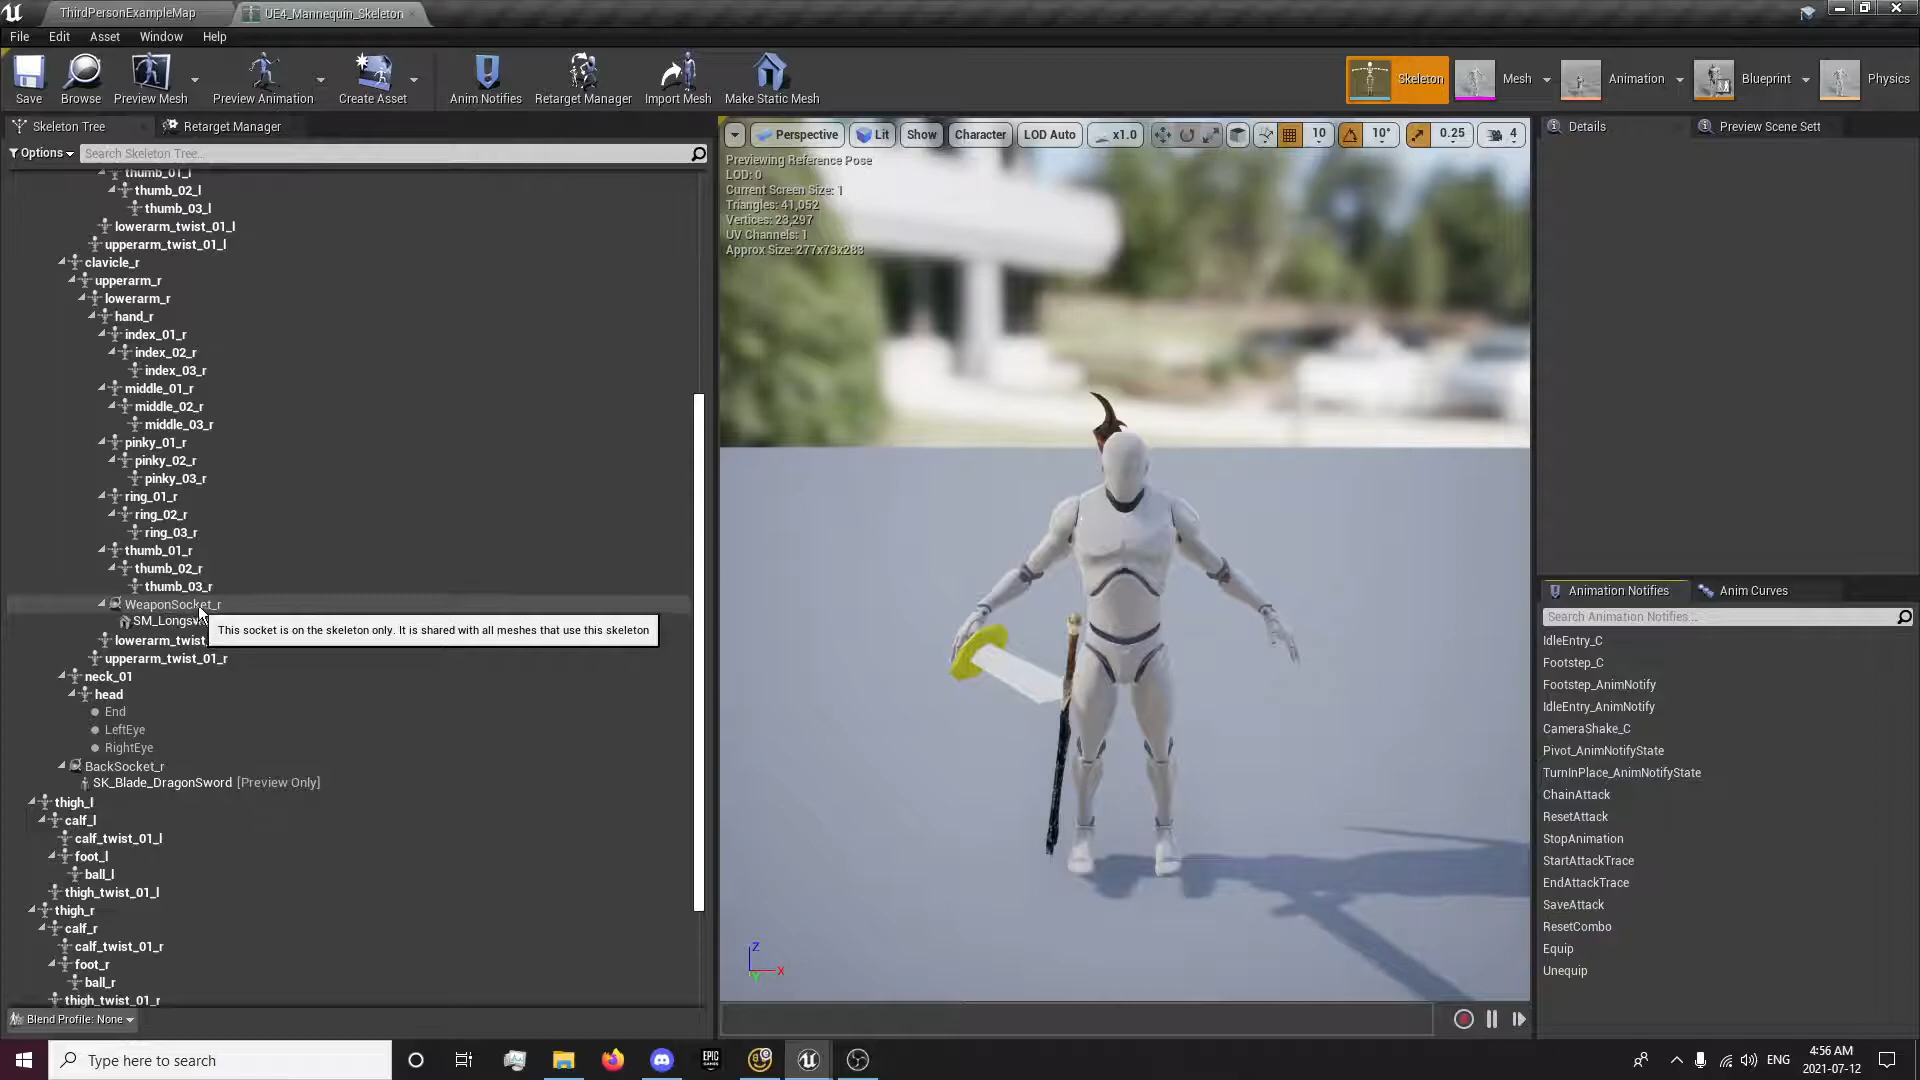 ThirdPersonExampleMap
UE4_Mannequin_Skeleton
File Edit Asset Window Help
Save
Browse
Preview Mesh
Preview Animation
Create Asset
Anim Notifies
Retarget Manager
Import Mesh
Make Static Mesh
Skeleton
Mesh
Animation
Blueprint
Physics
Skeleton Tree
Retarget Manager
Options
Search Skeleton Tree...
thumb_01_l
thumb_02_l
thumb_03_l
lowerarm_twist_01_l
upperarm_twist_01_l
clavicle_r
upperarm_r
lowerarm_r
hand_r
index_01_r
index_02_r
index_03_r
middle_01_r
middle_02_r
middle_03_r
pinky_01_r
pinky_02_r
pinky_03_r
ring_01_r
ring_02_r
ring_03_r
thumb_01_r
thumb_02_r
thumb_03_r
WeaponSocket_r
SM_Longsw
This socket is on the skeleton only. It is shared with all meshes that use this skeleton
lowerarm_twist_
upperarm_twist_01_r
neck_01
head
End
LeftEye
RightEye
BackSocket_r
SK_Blade_DragonSword [Preview Only]
thigh_l
calf_l
calf_twist_01_l
foot_l
ball_l
thigh_twist_01_l
thigh_r
calf_r
calf_twist_01_r
foot_r
ball_r
thigh_twist_01_r
Blend Profile: None
Perspective
Lit
Show
Character
LOD Auto
x1.0
10
10°
0.25
4
Previewing Reference Pose
LOD: 0
Current Screen Size: 1
Triangles: 41,052
Vertices: 23,297
UV Channels: 1
Approx Size: 277x73x283
Z
X
Y
Details
Preview Scene Sett
Animation Notifies
Anim Curves
Search Animation Notifies...
IdleEntry_C
Footstep_C
Footstep_AnimNotify
IdleEntry_AnimNotify
CameraShake_C
Pivot_AnimNotifyState
TurnInPlace_AnimNotifyState
ChainAttack
ResetAttack
StopAnimation
StartAttackTrace
EndAttackTrace
SaveAttack
ResetCombo
Equip
Unequip
Type here to search
EPIC
GAMES
ENG
4:56 AM
2021-07-12